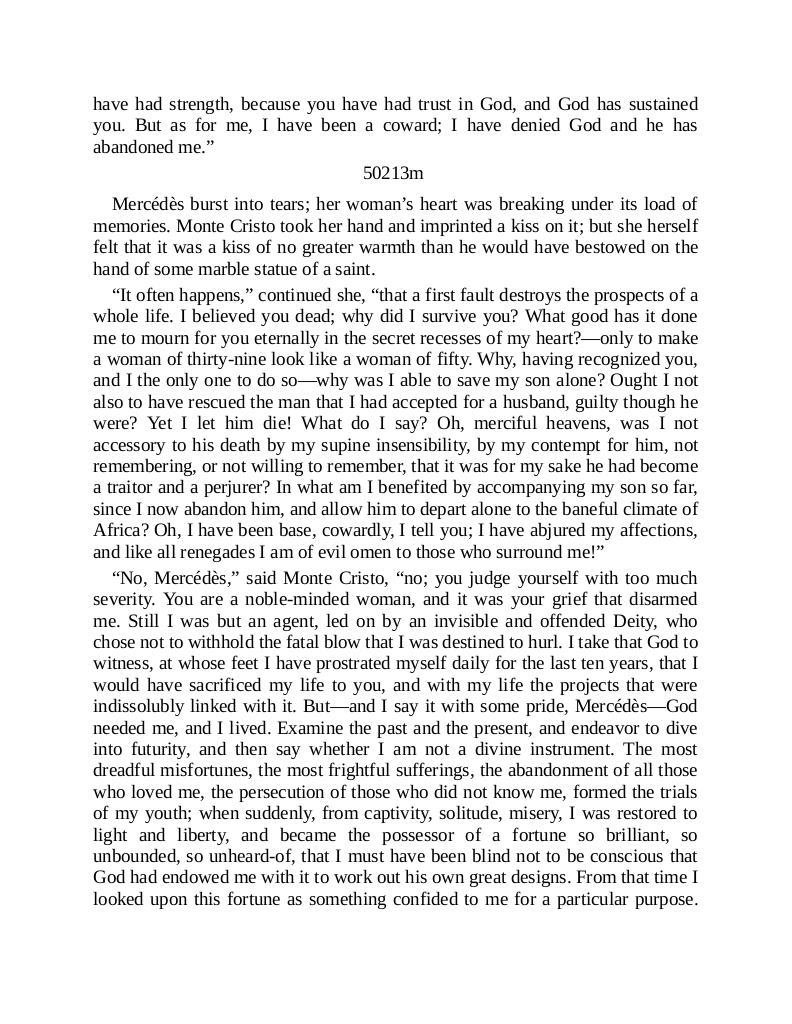 have had strength, because you have had trust in God, and God has sustained
you. But as for me, I have been a coward; I have denied God and he has
abandoned me.”
50213m
Mercédès burst into tears; her woman’s heart was breaking under its load of
memories. Monte Cristo took her hand and imprinted a kiss on it; but she herself
felt that it was a kiss of no greater warmth than he would have bestowed on the
hand of some marble statue of a saint.
“It often happens,” continued she, “that a first fault destroys the prospects of a
whole life. I believed you dead; why did I survive you? What good has it done
me to mourn for you eternally in the secret recesses of my heart?—only to make
a woman of thirty-nine look like a woman of fifty. Why, having recognized you,
and I the only one to do so—why was I able to save my son alone? Ought I not
also to have rescued the man that I had accepted for a husband, guilty though he
were? Yet I let him die! What do I say? Oh, merciful heavens, was I not
accessory to his death by my supine insensibility, by my contempt for him, not
remembering, or not willing to remember, that it was for my sake he had become
a traitor and a perjurer? In what am I benefited by accompanying my son so far,
since I now abandon him, and allow him to depart alone to the baneful climate of
Africa? Oh, I have been base, cowardly, I tell you; I have abjured my affections,
and like all renegades I am of evil omen to those who surround me!”
“No, Mercédès,” said Monte Cristo, “no; you judge yourself with too much
severity. You are a noble-minded woman, and it was your grief that disarmed
me. Still I was but an agent, led on by an invisible and offended Deity, who
chose not to withhold the fatal blow that I was destined to hurl. I take that God to
witness, at whose feet I have prostrated myself daily for the last ten years, that I
would have sacrificed my life to you, and with my life the projects that were
indissolubly linked with it. But—and I say it with some pride, Mercédès—God
needed me, and I lived. Examine the past and the present, and endeavor to dive
into futurity, and then say whether I am not a divine instrument. The most
dreadful misfortunes, the most frightful sufferings, the abandonment of all those
who loved me, the persecution of those who did not know me, formed the trials
of my youth; when suddenly, from captivity, solitude, misery, I was restored to
light and liberty, and became the possessor of a fortune so brilliant, so
unbounded, so unheard-of, that I must have been blind not to be conscious that
God had endowed me with it to work out his own great designs. From that time I
looked upon this fortune as something confided to me for a particular purpose.